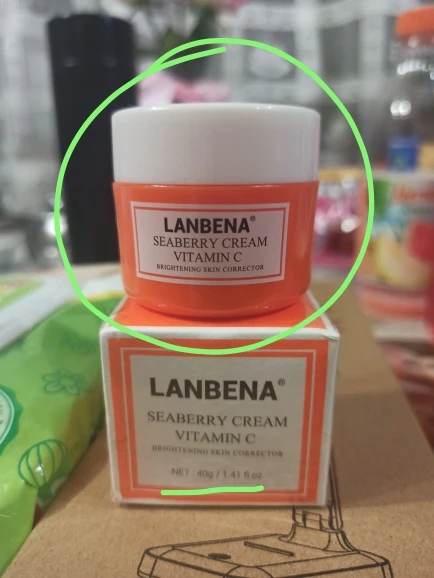 LANBENA®
SEABERRY CREAM
VITAMIN C
BRIGHTENING SKIN CORRECTOR
LANBENA®
SEABERRY CREAM
VITAMIN C
BRIGHTENING SKIN CORRECTOR
NET : 40g / 1.41 fl oz